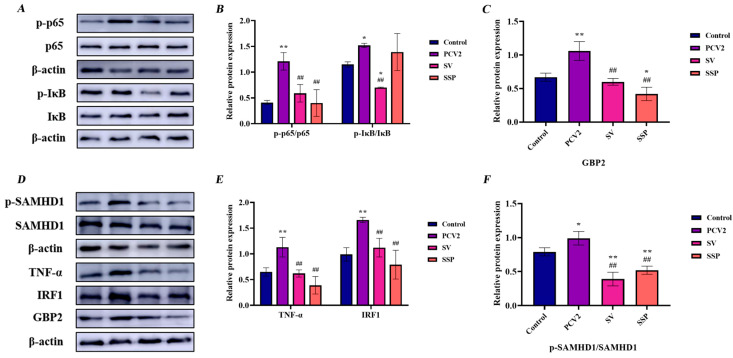 A
p-p65
p65
β-actin
p-IκB
IκB
β-actin
B
Relative protein expression
2.0
1.5
1.0
0.5
0.0
**
## ##
*
*
##
p-p65/p65 p-IκB/IκB
Control
PCV2
SV
SSP
C
Relative protein expression
1.5
1.0
0.5
0.0
**
##
*
##
Control PCV2 SV SSP
GBP2
Control
PCV2
SV
SSP
D
p-SAMHD1
SAMHD1
β-actin
TNF-α
IRF1
GBP2
β-actin
E
Relative protein expression
2.0
1.5
1.0
0.5
0.0
**
## ##
**
## ##
TNF-α IRF1
Control
PCV2
SV
SSP
F
Relative protein expression
1.5
1.0
0.5
0.0
*
**
##
**
##
Control PCV2 SV SSP
p-SAMHD1/SAMHD1
Control
PCV2
SV
SSP